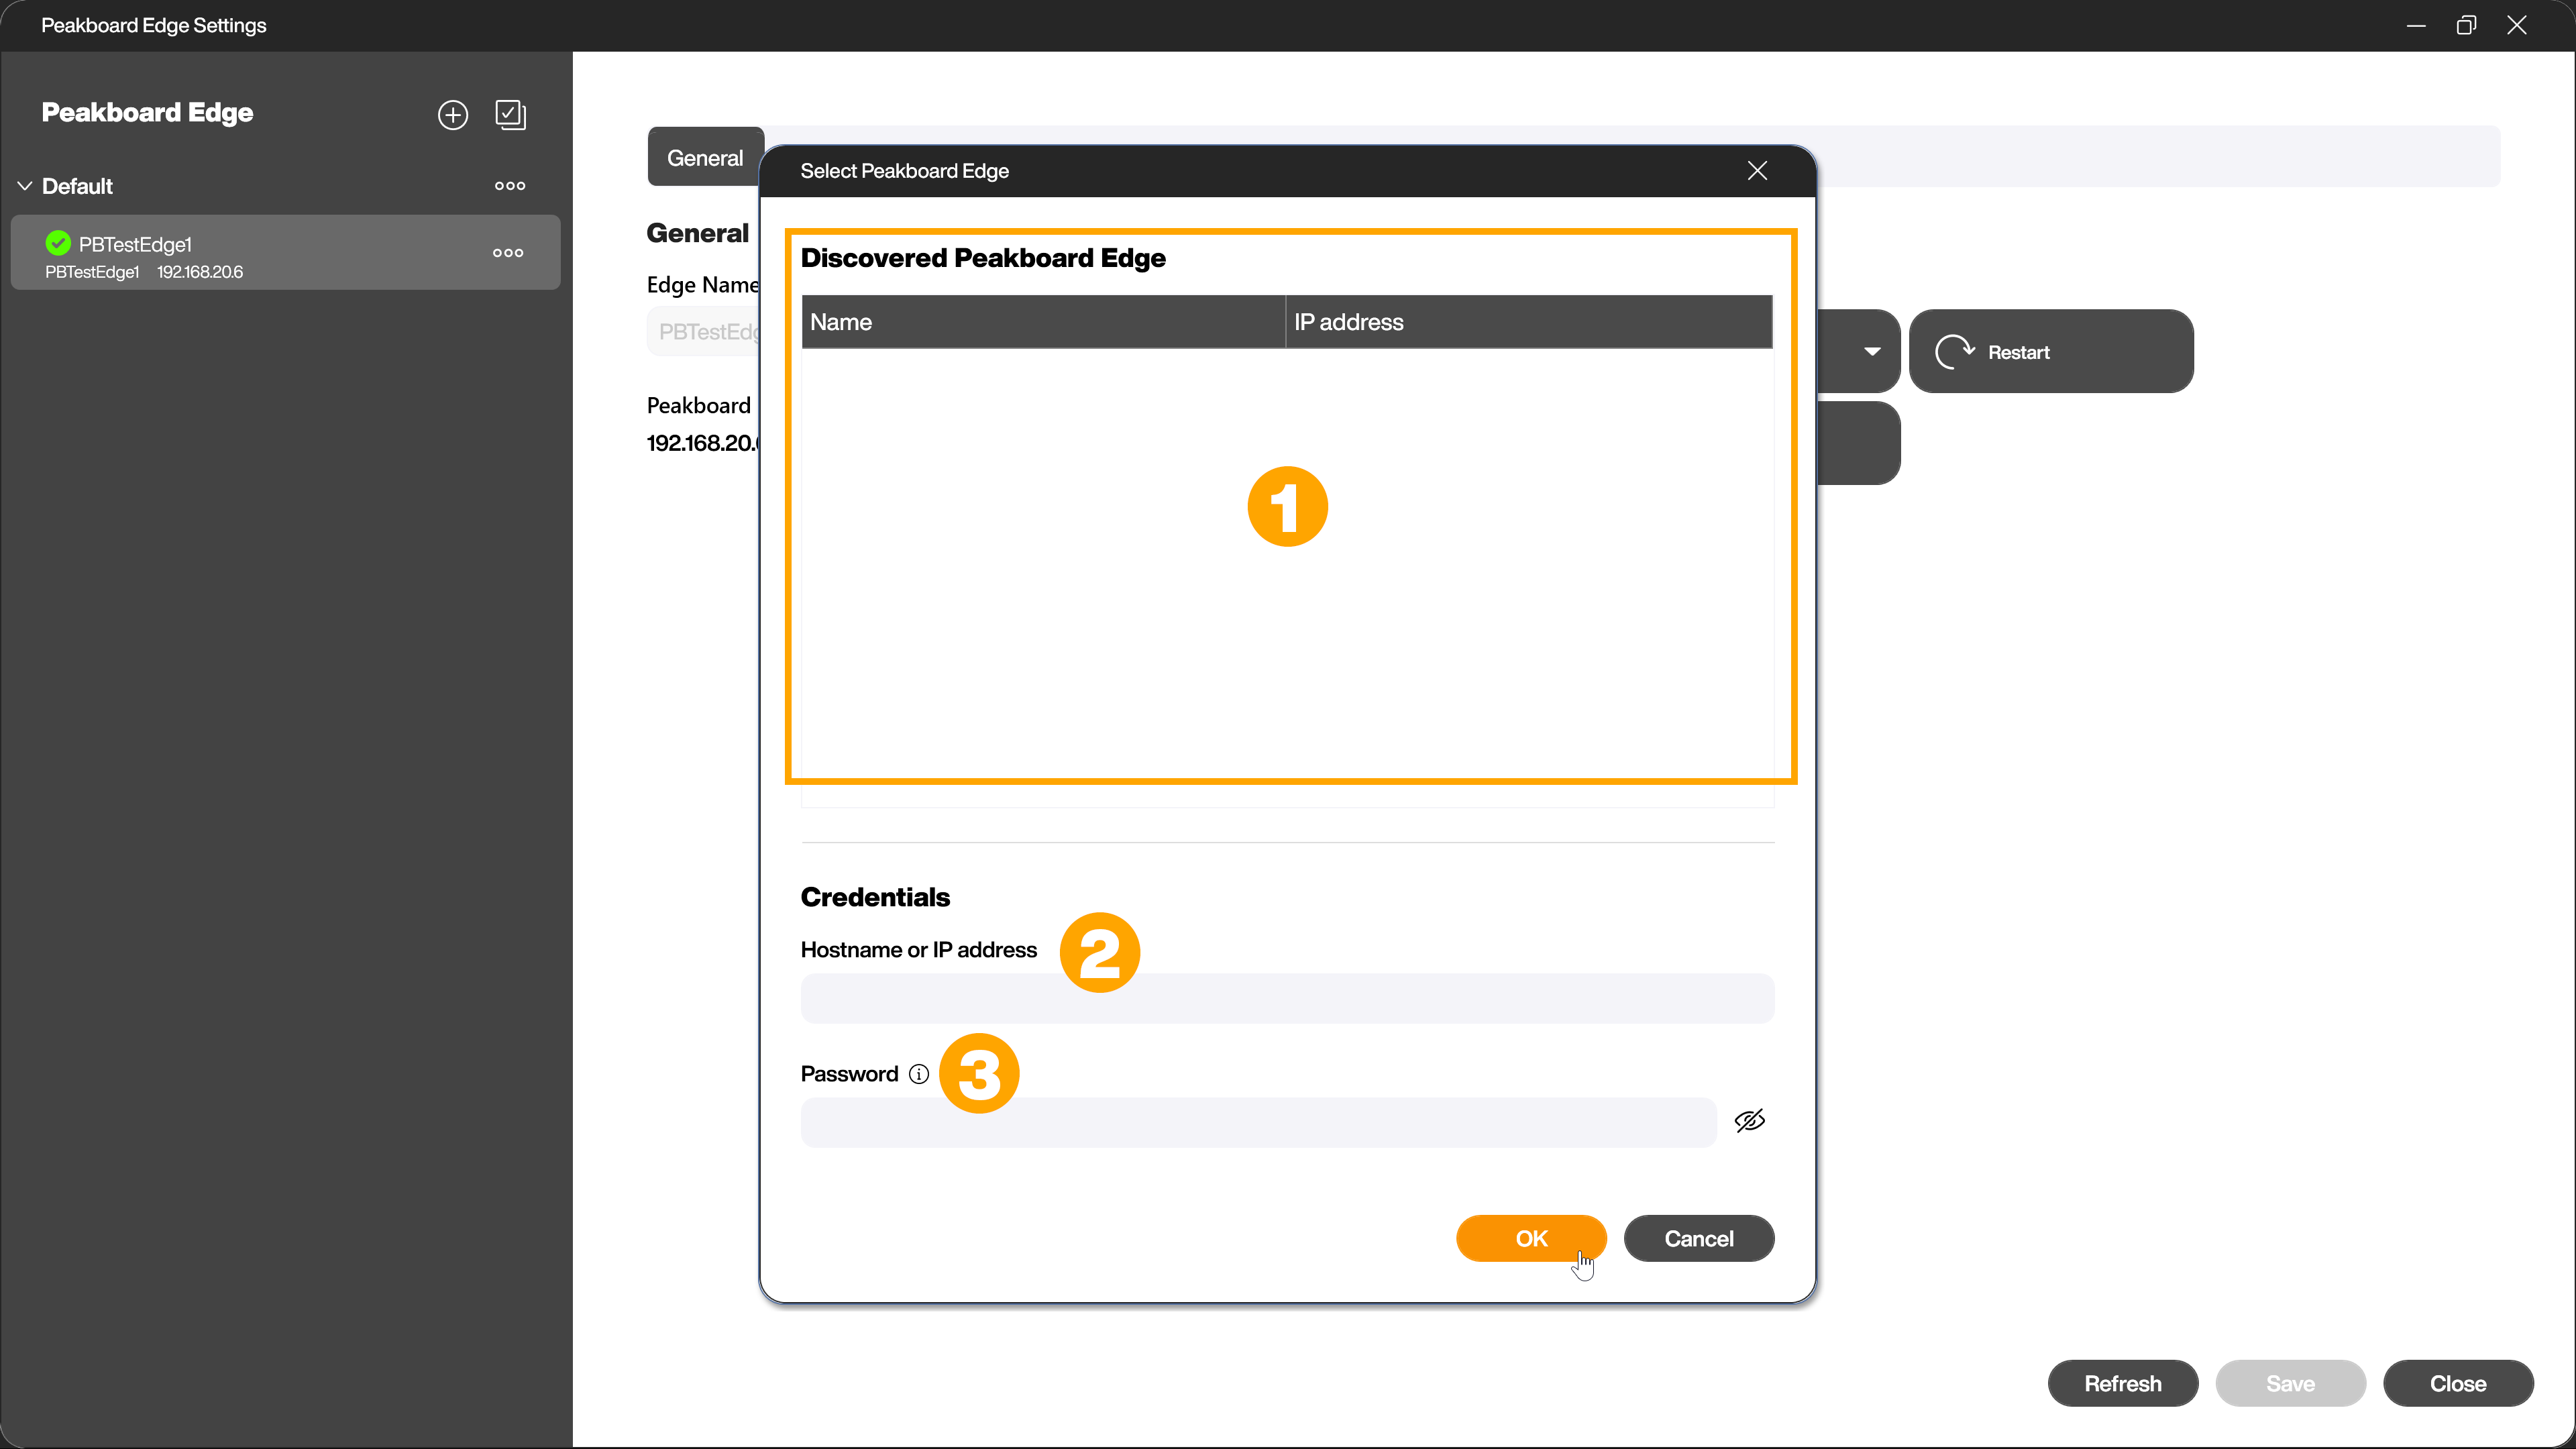 Peakboard Edge Settings
Peakboard Edge
Default
PBTestEdge1
PBTestEdge1 192.168.20.6
General
General
Edge Name
PBTestEdg
Peakboard
192.168.20.
Restart
Select Peakboard Edge
Discovered Peakboard Edge
Name IP address
1
Credentials
Hostname or IP address
2
Password
3
OK Cancel
Refresh Save Close